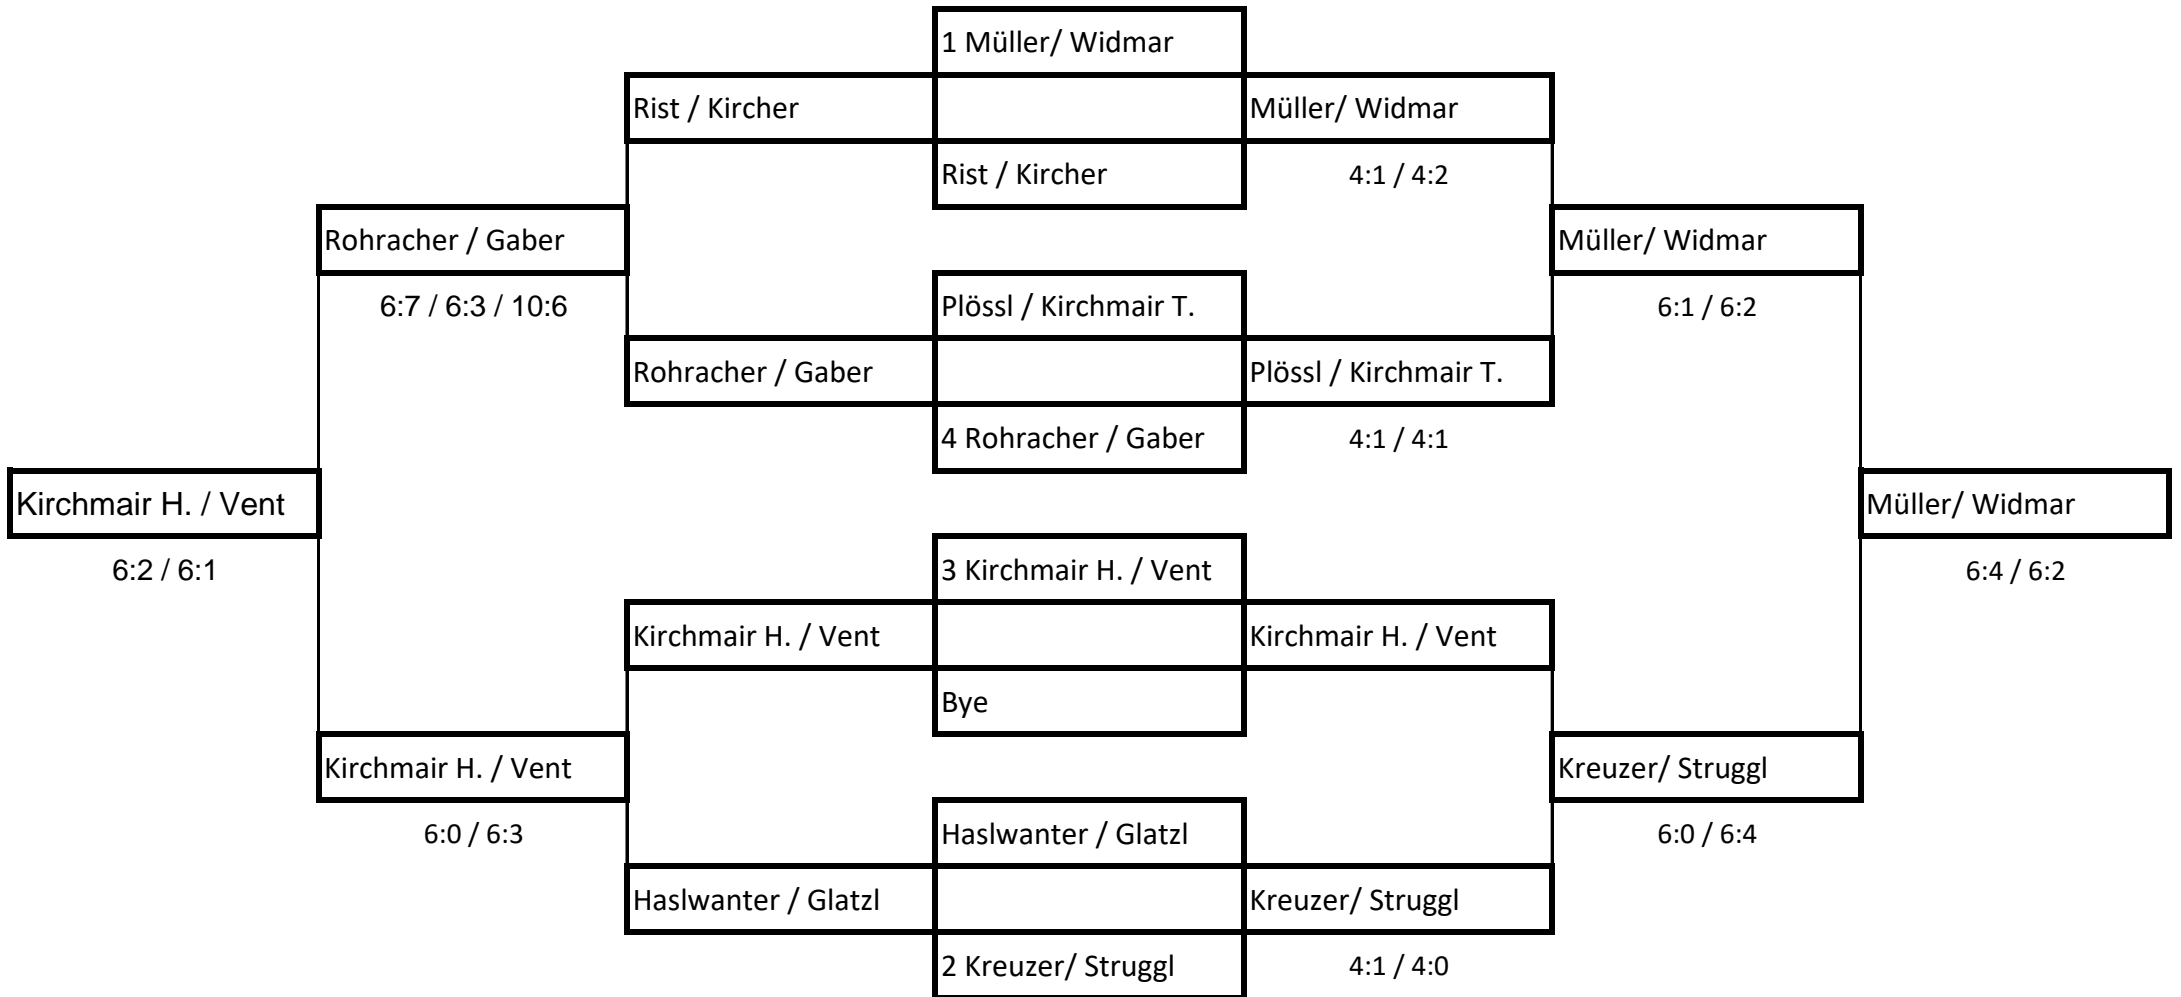 1 Müller/ Widmar
Rist / Kircher
Müller/ Widmar
Rist / Kircher
4:1 / 4:2
Rohracher / Gaber
Müller/ Widmar
6:7 / 6:3 / 10:6
Plössl / Kirchmair T.
6:1 / 6:2
Rohracher / Gaber
Plössl / Kirchmair T.
4 Rohracher / Gaber
4:1 / 4:1
Kirchmair H. / Vent
Müller/ Widmar
6:2 / 6:1
3 Kirchmair H. / Vent
6:4 / 6:2
Kirchmair H. / Vent
Kirchmair H. / Vent
Bye
Kirchmair H. / Vent
Kreuzer/ Struggl
6:0 / 6:3
Haslwanter / Glatzl
6:0 / 6:4
Haslwanter / Glatzl
Kreuzer/ Struggl
2 Kreuzer/ Struggl
4:1 / 4:0